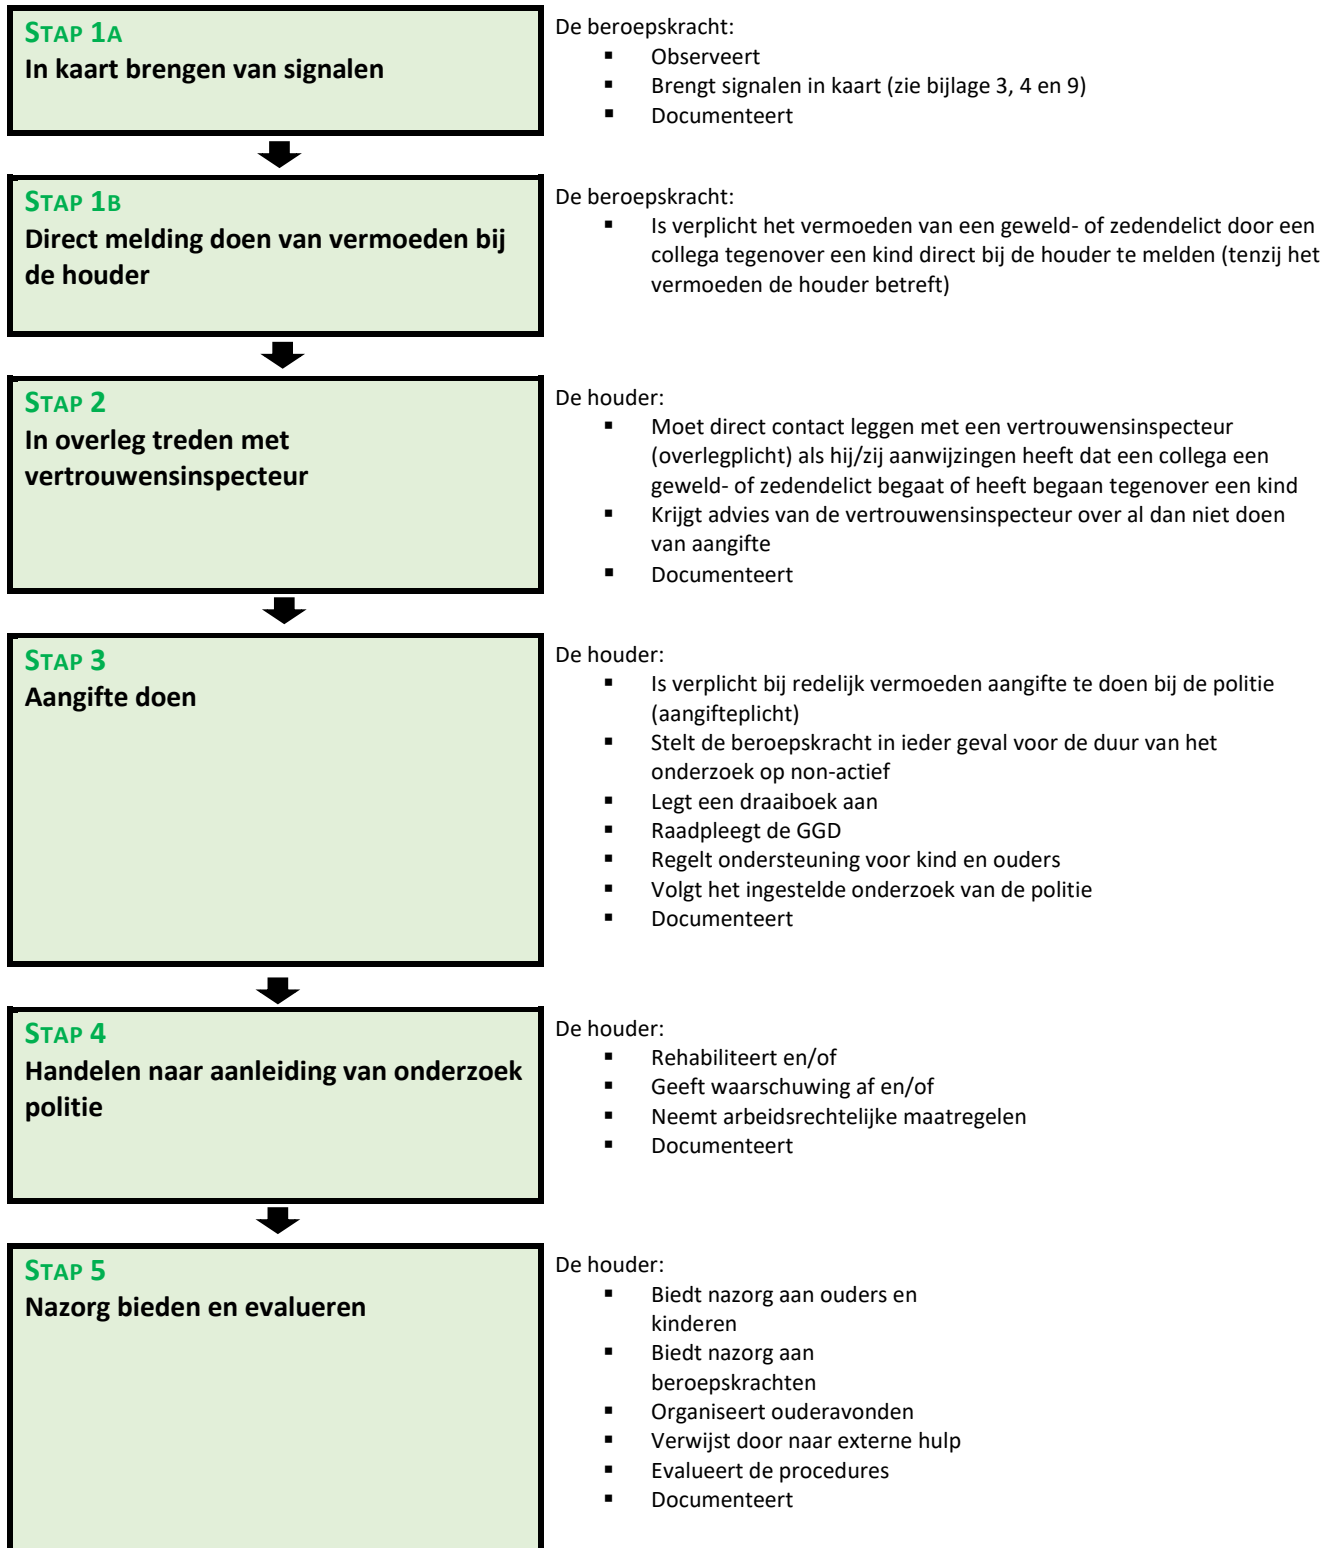 STAP 1A
In kaart brengen van signalen
De beroepskracht:
▪ Observeert
▪ Brengt signalen in kaart (zie bijlage 3, 4 en 9)
▪ Documenteert
STAP 1B
Direct melding doen van vermoeden bij
de houder
De beroepskracht:
▪ Is verplicht het vermoeden van een geweld- of zedendelict door een
collega tegenover een kind direct bij de houder te melden (tenzij het
vermoeden de houder betreft)
STAP 2
In overleg treden met
vertrouwensinspecteur
De houder:
▪ Moet direct contact leggen met een vertrouwensinspecteur
(overlegplicht) als hij/zij aanwijzingen heeft dat een collega een
geweld- of zedendelict begaat of heeft begaan tegenover een kind
▪ Krijgt advies van de vertrouwensinspecteur over al dan niet doen
van aangifte
▪ Documenteert
STAP 3
Aangifte doen
De houder:
▪ Is verplicht bij redelijk vermoeden aangifte te doen bij de politie
(aangifteplicht)
▪ Stelt de beroepskracht in ieder geval voor de duur van het
onderzoek op non-actief
▪ Legt een draaiboek aan
▪ Raadpleegt de GGD
▪ Regelt ondersteuning voor kind en ouders
▪ Volgt het ingestelde onderzoek van de politie
▪ Documenteert
STAP 4
Handelen naar aanleiding van onderzoek
politie
De houder:
▪ Rehabiliteert en/of
▪ Geeft waarschuwing af en/of
▪ Neemt arbeidsrechtelijke maatregelen
▪ Documenteert
STAP 5
Nazorg bieden en evalueren
De houder:
▪ Biedt nazorg aan ouders en
kinderen
▪ Biedt nazorg aan
beroepskrachten
▪ Organiseert ouderavonden
▪ Verwijst door naar externe hulp
▪ Evalueert de procedures
▪ Documenteert